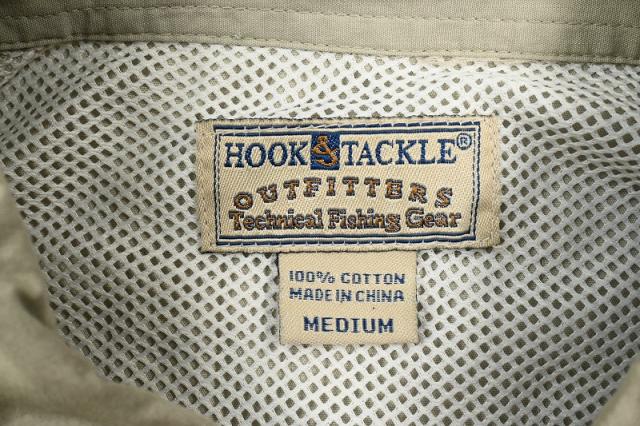 HOOK & TACKLE®
OUTFITTERS
Technical Fishing Gear
100% COTTON
MADE IN CHINA
MEDIUM